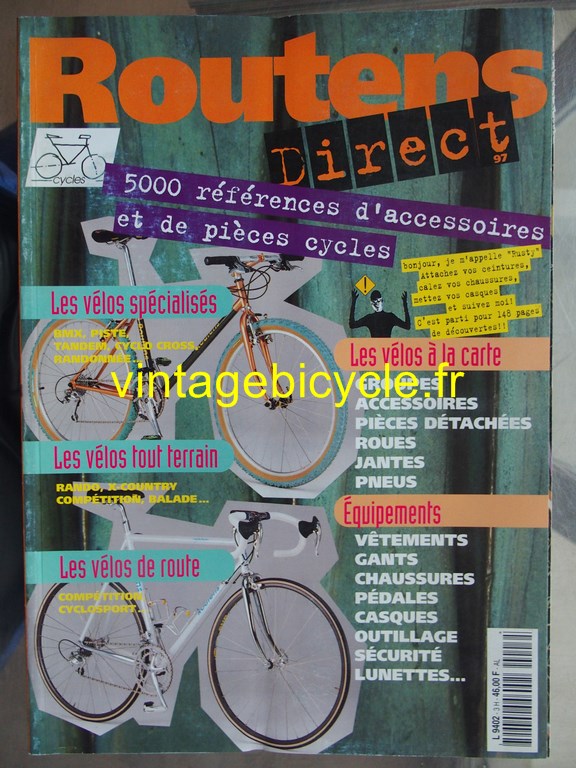 Routens
Direct
97
cycles
5000 références d'accessoires
et de pièces cycles
bonjour, je m'appelle "Rusty"
Attachez vos ceintures,
calez vos chaussures,
mettez vos casques
et suivez moi!
C'est parti pour 148 pages
de découvertes!!
!
Les vélos spécialisés
BMX, PISTE,
TANDEM, CYCLO CROSS,
RANDONNÉE...
vintagebicycle.fr
Les vélos à la carte
GROUPES
ACCESSOIRES
PIÈCES DÉTACHÉES
ROUES
JANTES
PNEUS
Les vélos tout terrain
RANDO, X-COUNTRY
COMPÉTITION, BALADE...
Équipements
VÊTEMENTS
GANTS
CHAUSSURES
PÉDALES
CASQUES
OUTILLAGE
SÉCURITÉ
LUNETTES...
Les vélos de route
COMPÉTITION
CYCLOSPORT...
L 9402 - 3 H - 46,00 F - AL